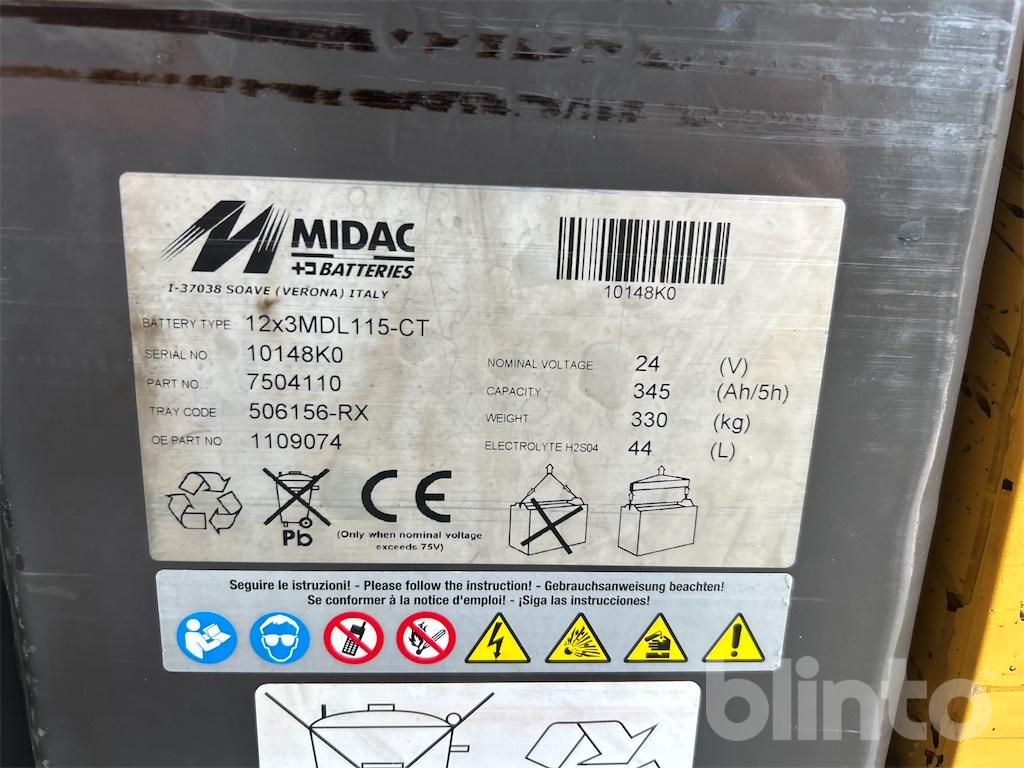 MIDAC
BATTERIES
I-37038 SOAVE (VERONA) ITALY
10148K0
BATTERY TYPE 12x3MDL115-CT
SERIAL NO 10148K0
PART NO 7504110
TRAY CODE 506156-RX
OE PART NO 1109074
NOMINAL VOLTAGE 24 (V)
CAPACITY 345 (Ah/5h)
WEIGHT 330 (kg)
ELECTROLYTE H2S04 44 (L)
Pb
CE
(Only when nominal voltage
exceeds 75V)
Seguire le istruzioni! - Please follow the instruction! - Gebrauchsanweisung beachten!
Se conformer à la notice d'emploi! - ¡Siga las instrucciones!
blinto